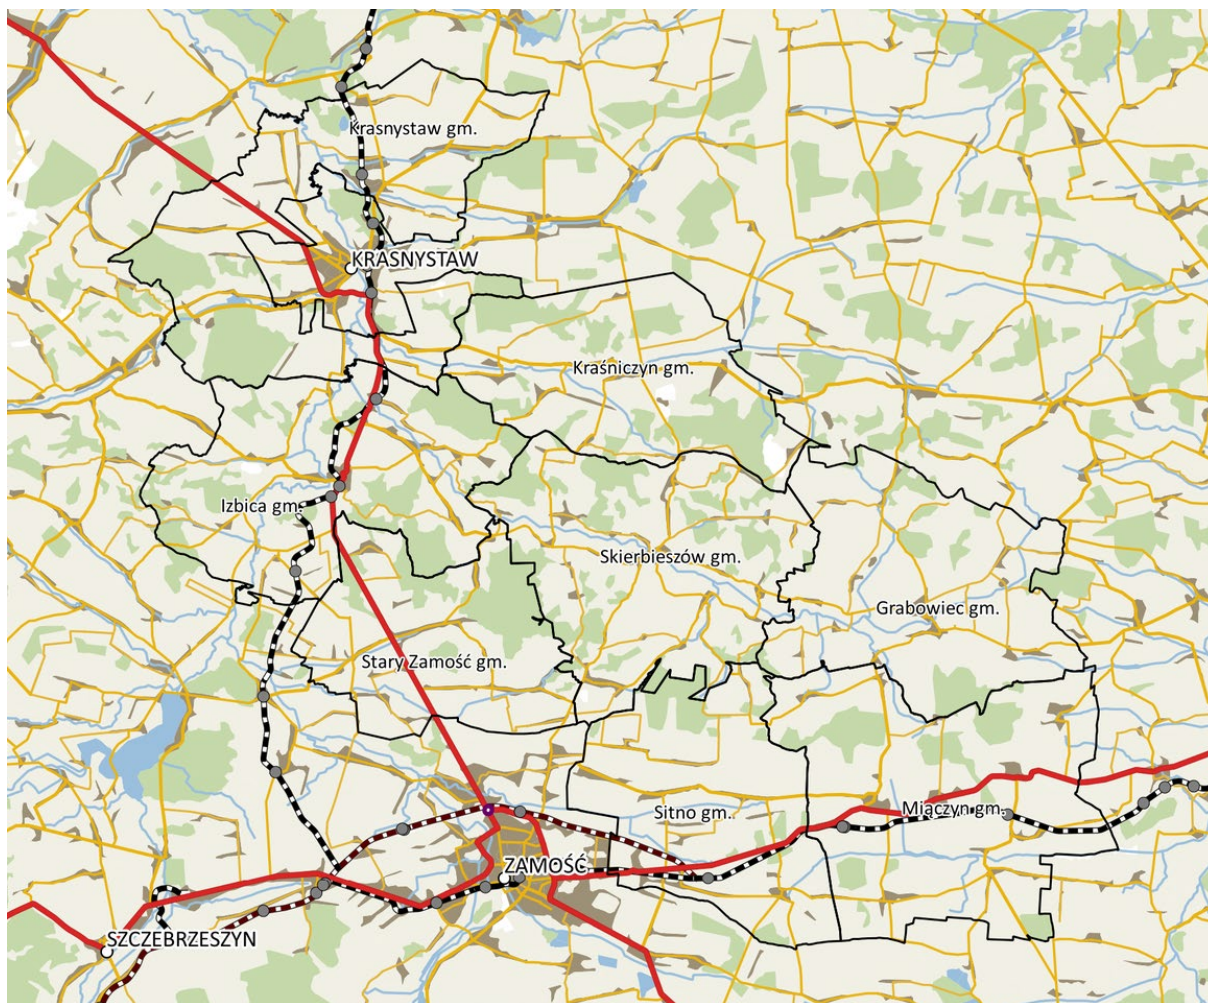 Krasnystaw gm.
KRASNYSTAW
Kraśniczyn gm.
Izbica gm.
Skierbieszów gm.
Grabowiec gm.
Stary Zamość gm.
Sitno gm.
Miączyn gm.
ZAMOŚĆ
SZCZEBRZESZYN